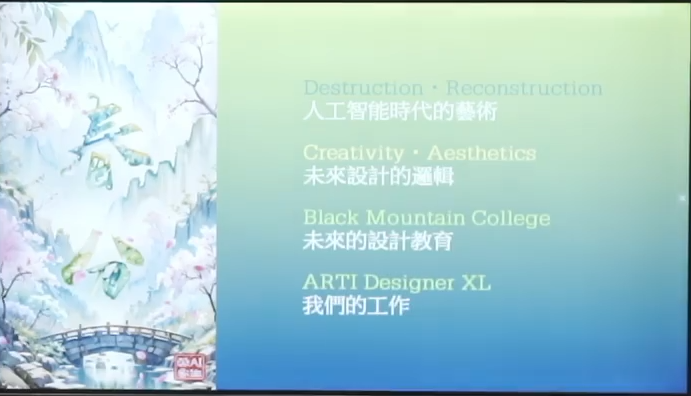 春分
Destruction・Reconstruction
人工智能時代的藝術
Creativity・Aesthetics
未來設計的邏輯
Black Mountain College
未來的設計教育
ARTI Designer XL
我們的工作